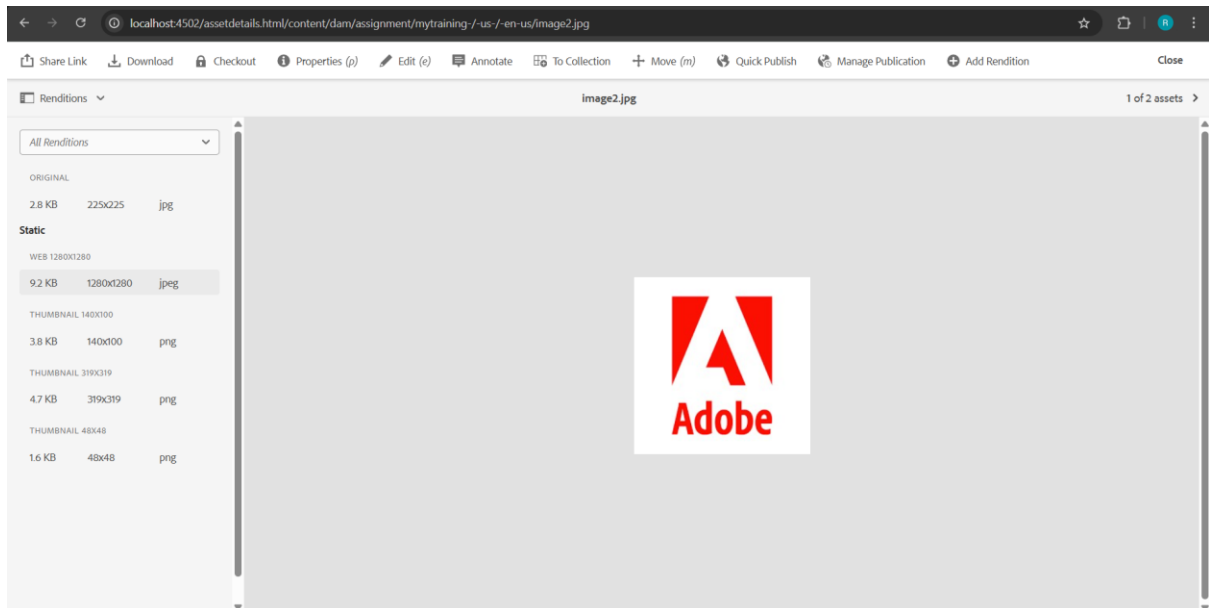 localhost:4502/assetdetails.html/content/dam/assignment/mytraining-/-us-/-en-us/image2.jpg R
Share Link Download Checkout Properties (p) Edit (e) Annotate To Collection Move (m) Quick Publish Manage Publication Add Rendition Close
Renditions image2.jpg 1 of 2 assets
All Renditions
ORIGINAL
2.8 KB 225x225 jpg
Static
WEB 1280X1280
9.2 KB 1280x1280 jpeg
THUMBNAIL 140X100
3.8 KB 140x100 png
THUMBNAIL 319X319
4.7 KB 319x319 png
THUMBNAIL 48X48
1.6 KB 48x48 png
Adobe